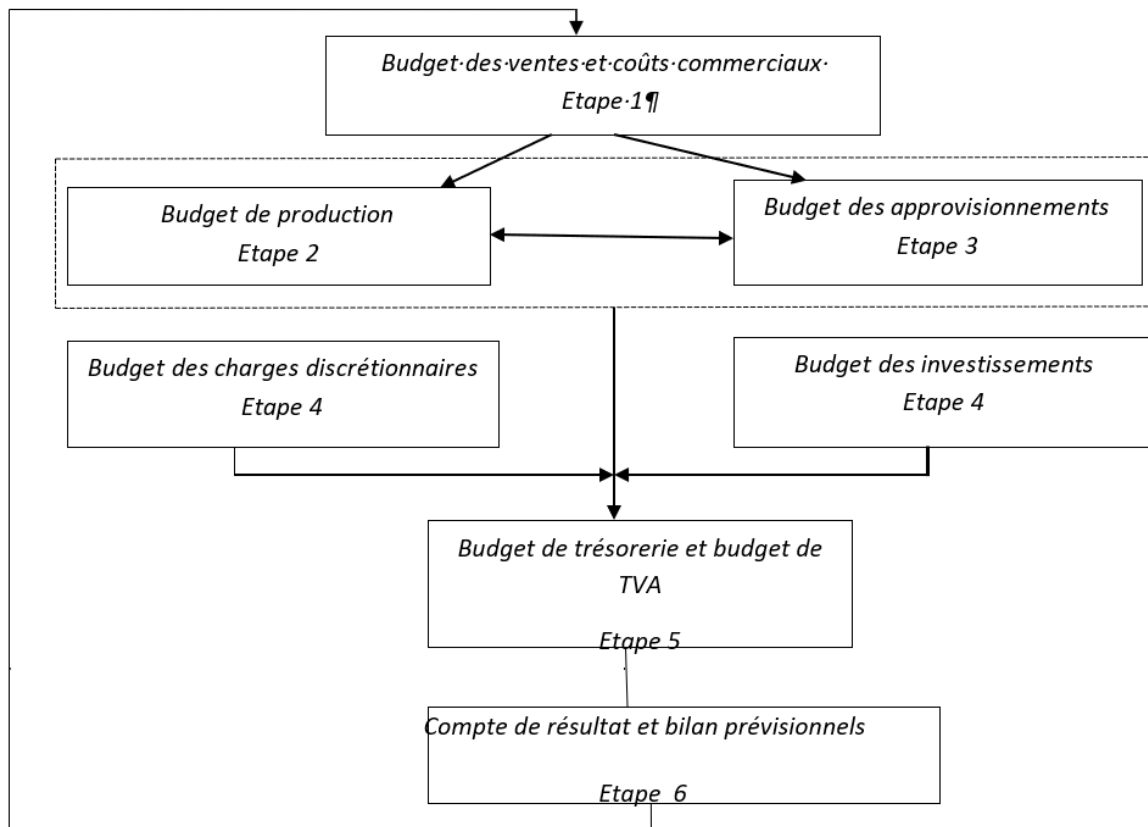 Budget·des·ventes·et·coûts·commerciaux·
Etape·1¶
Budget de production
Etape 2
Budget des approvisionnements
Etape 3
Budget des charges discrétionnaires
Etape 4
Budget des investissements
Etape 4
Budget de trésorerie et budget de
TVA
Etape 5
Compte de résultat et bilan prévisionnels
Etape  6